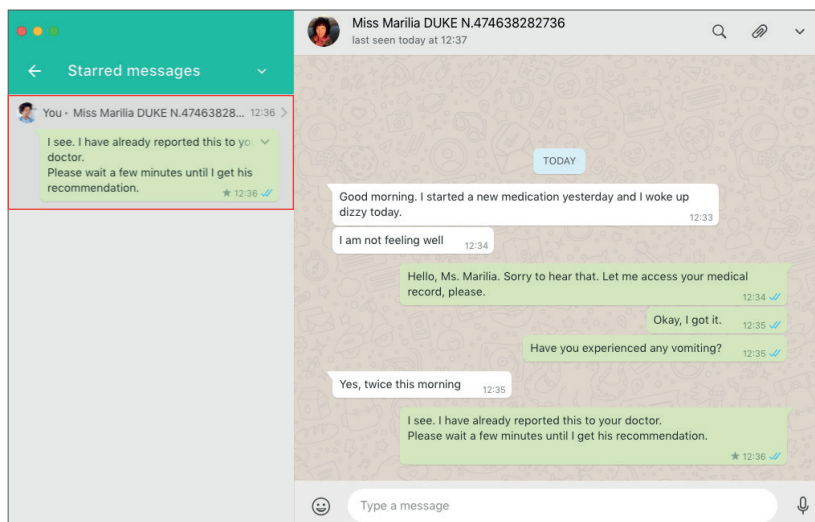 Starred messages
You · Miss Marilia DUKE N.47463828... 12:36
I see. I have already reported this to yo
doctor.
Please wait a few minutes until I get his
recommendation.
12:36
Miss Marilia DUKE N.474638282736
last seen today at 12:37
TODAY
Good morning. I started a new medication yesterday and I woke up
dizzy today.
12:33
I am not feeling well 12:34
Hello, Ms. Marilia. Sorry to hear that. Let me access your medical
record, please.
12:34
Okay, I got it. 12:35
Have you experienced any vomiting? 12:35
Yes, twice this morning 12:35
I see. I have already reported this to your doctor.
Please wait a few minutes until I get his recommendation.
12:36
Type a message